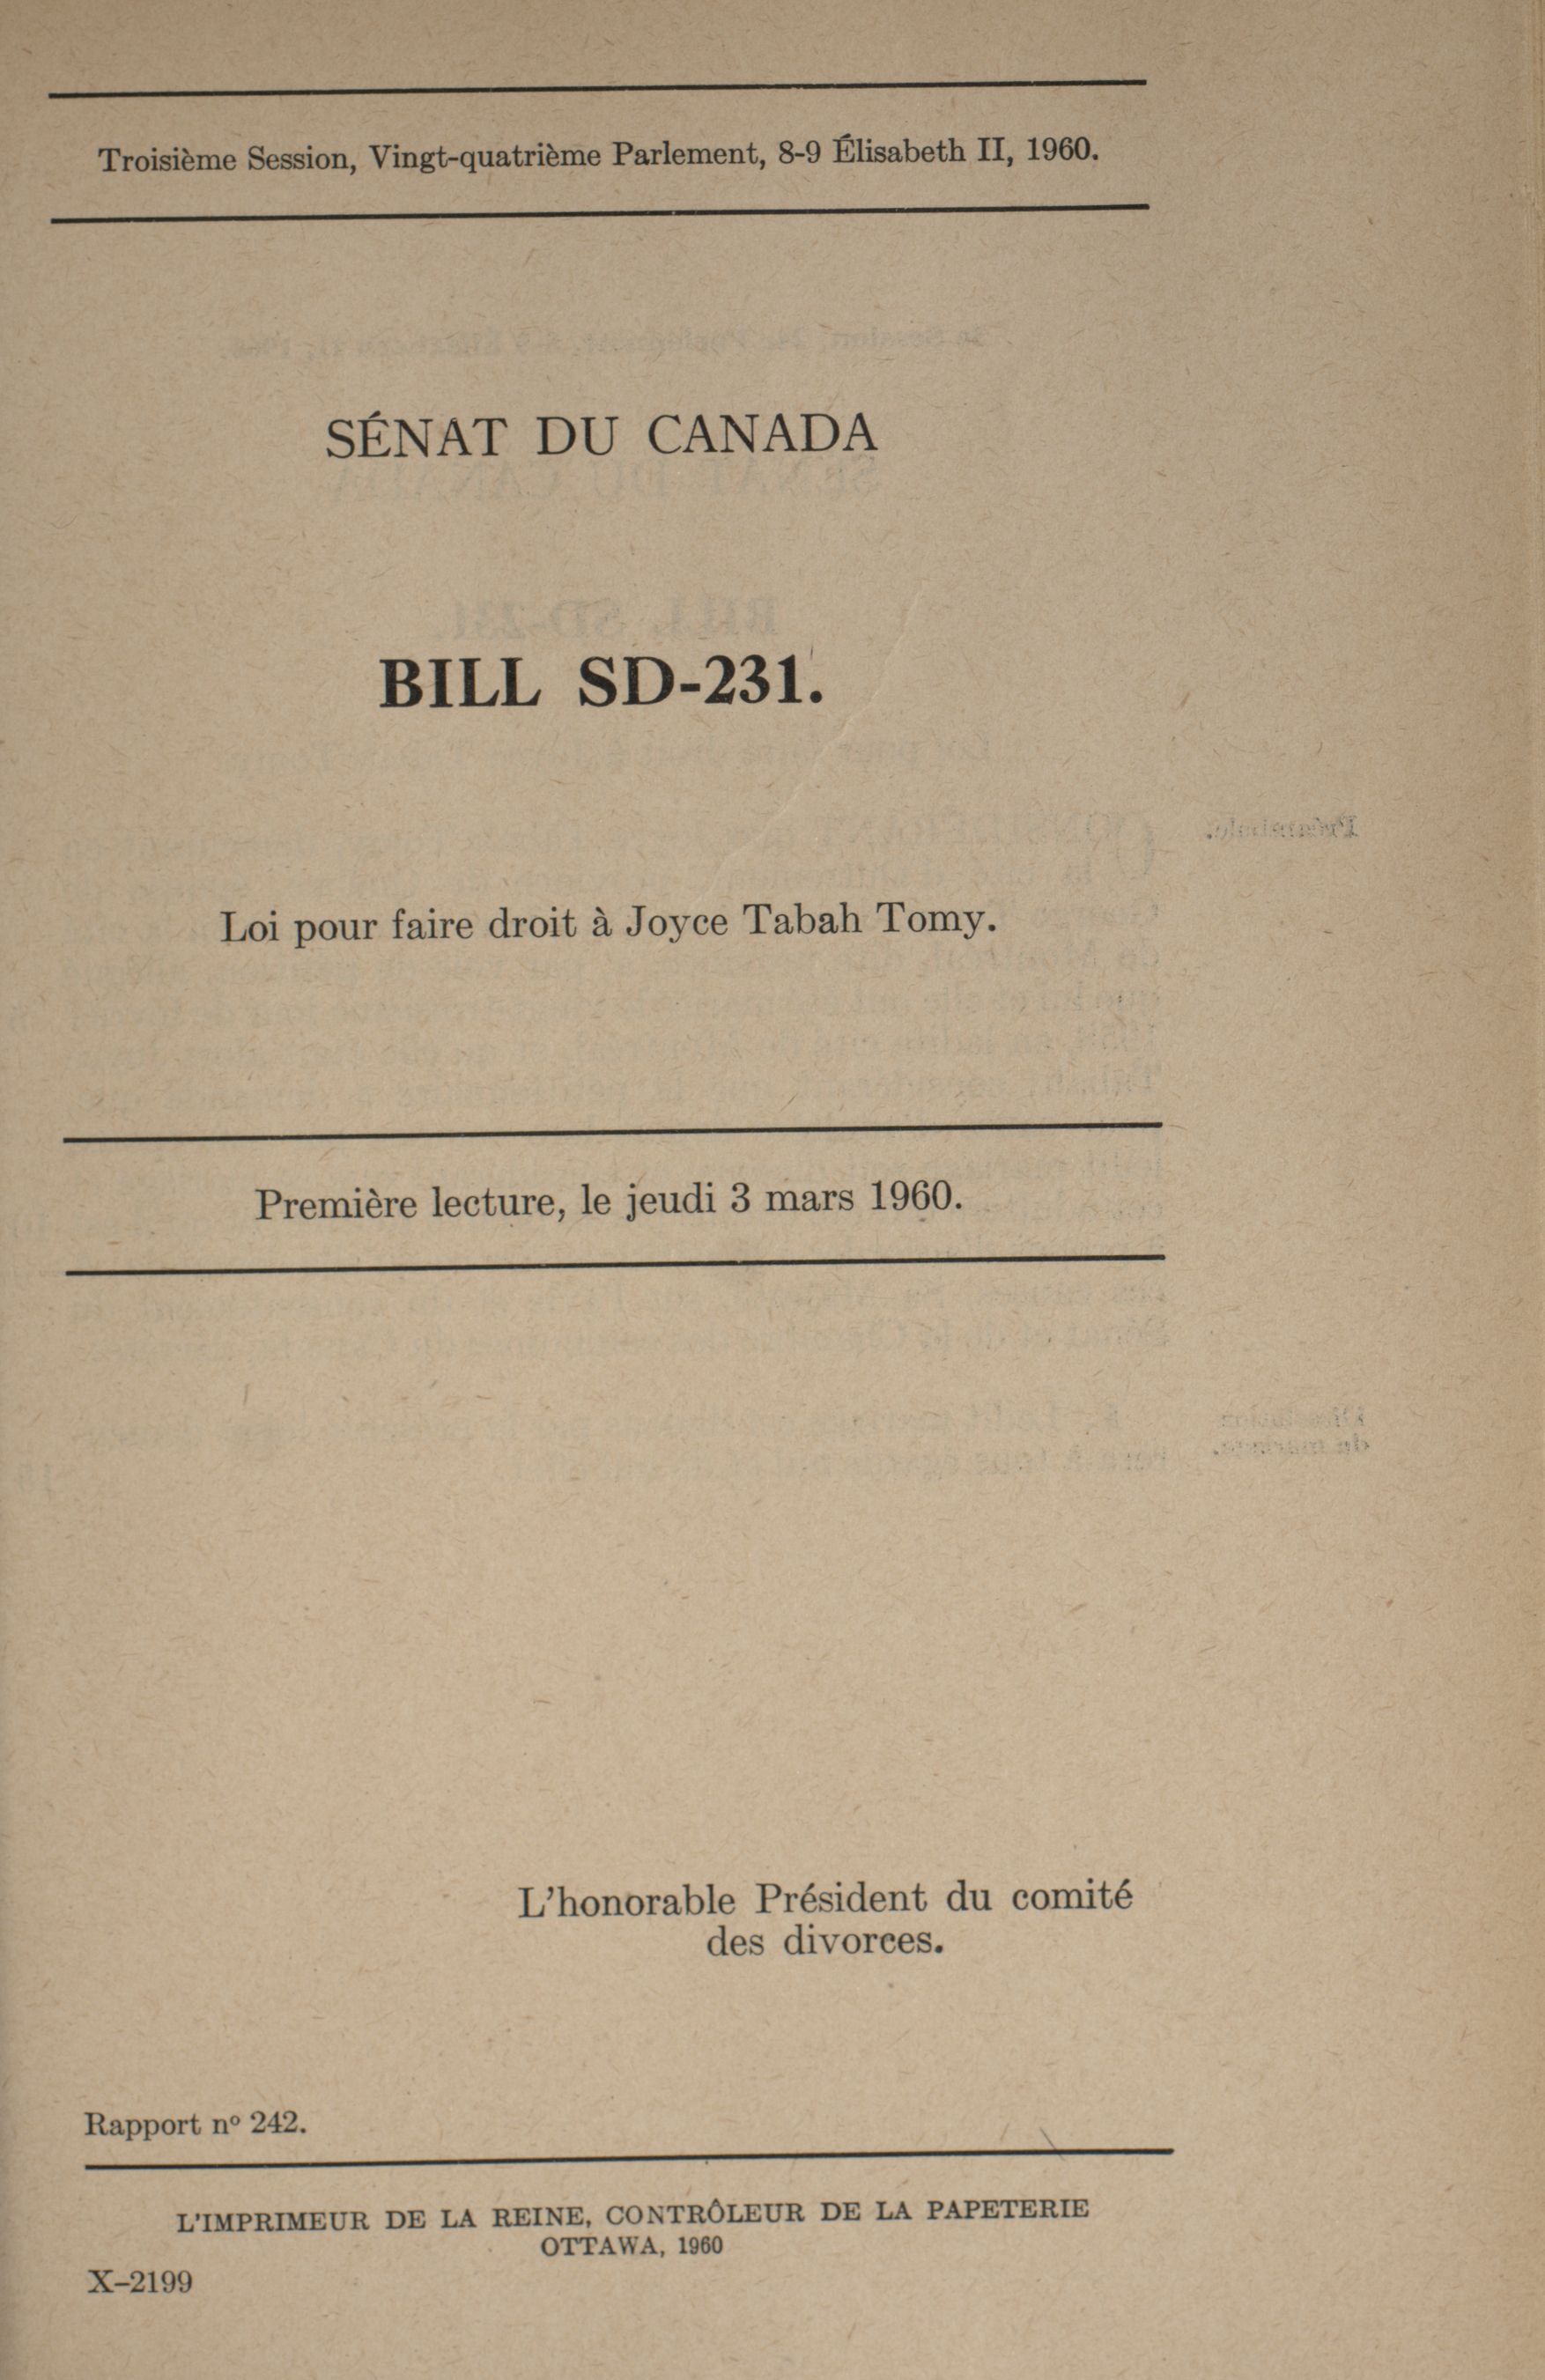 Troisième Session, Vingt-quatrième Parlement, 8-9 Élisabeth II, 1960.
SÉNAT DU CANADA
BILL SD-231.
Loi pour faire droit à Joyce Tabah Tomy.
Première lecture, le jeudi 3 mars 1960.
L'honorable Président du comité
des divorces.
Rapport nº 242.
L'IMPRIMEUR DE LA REINE, CONTRÔLEUR DE LA PAPETERIE
OTTAWA, 1960
X–2199